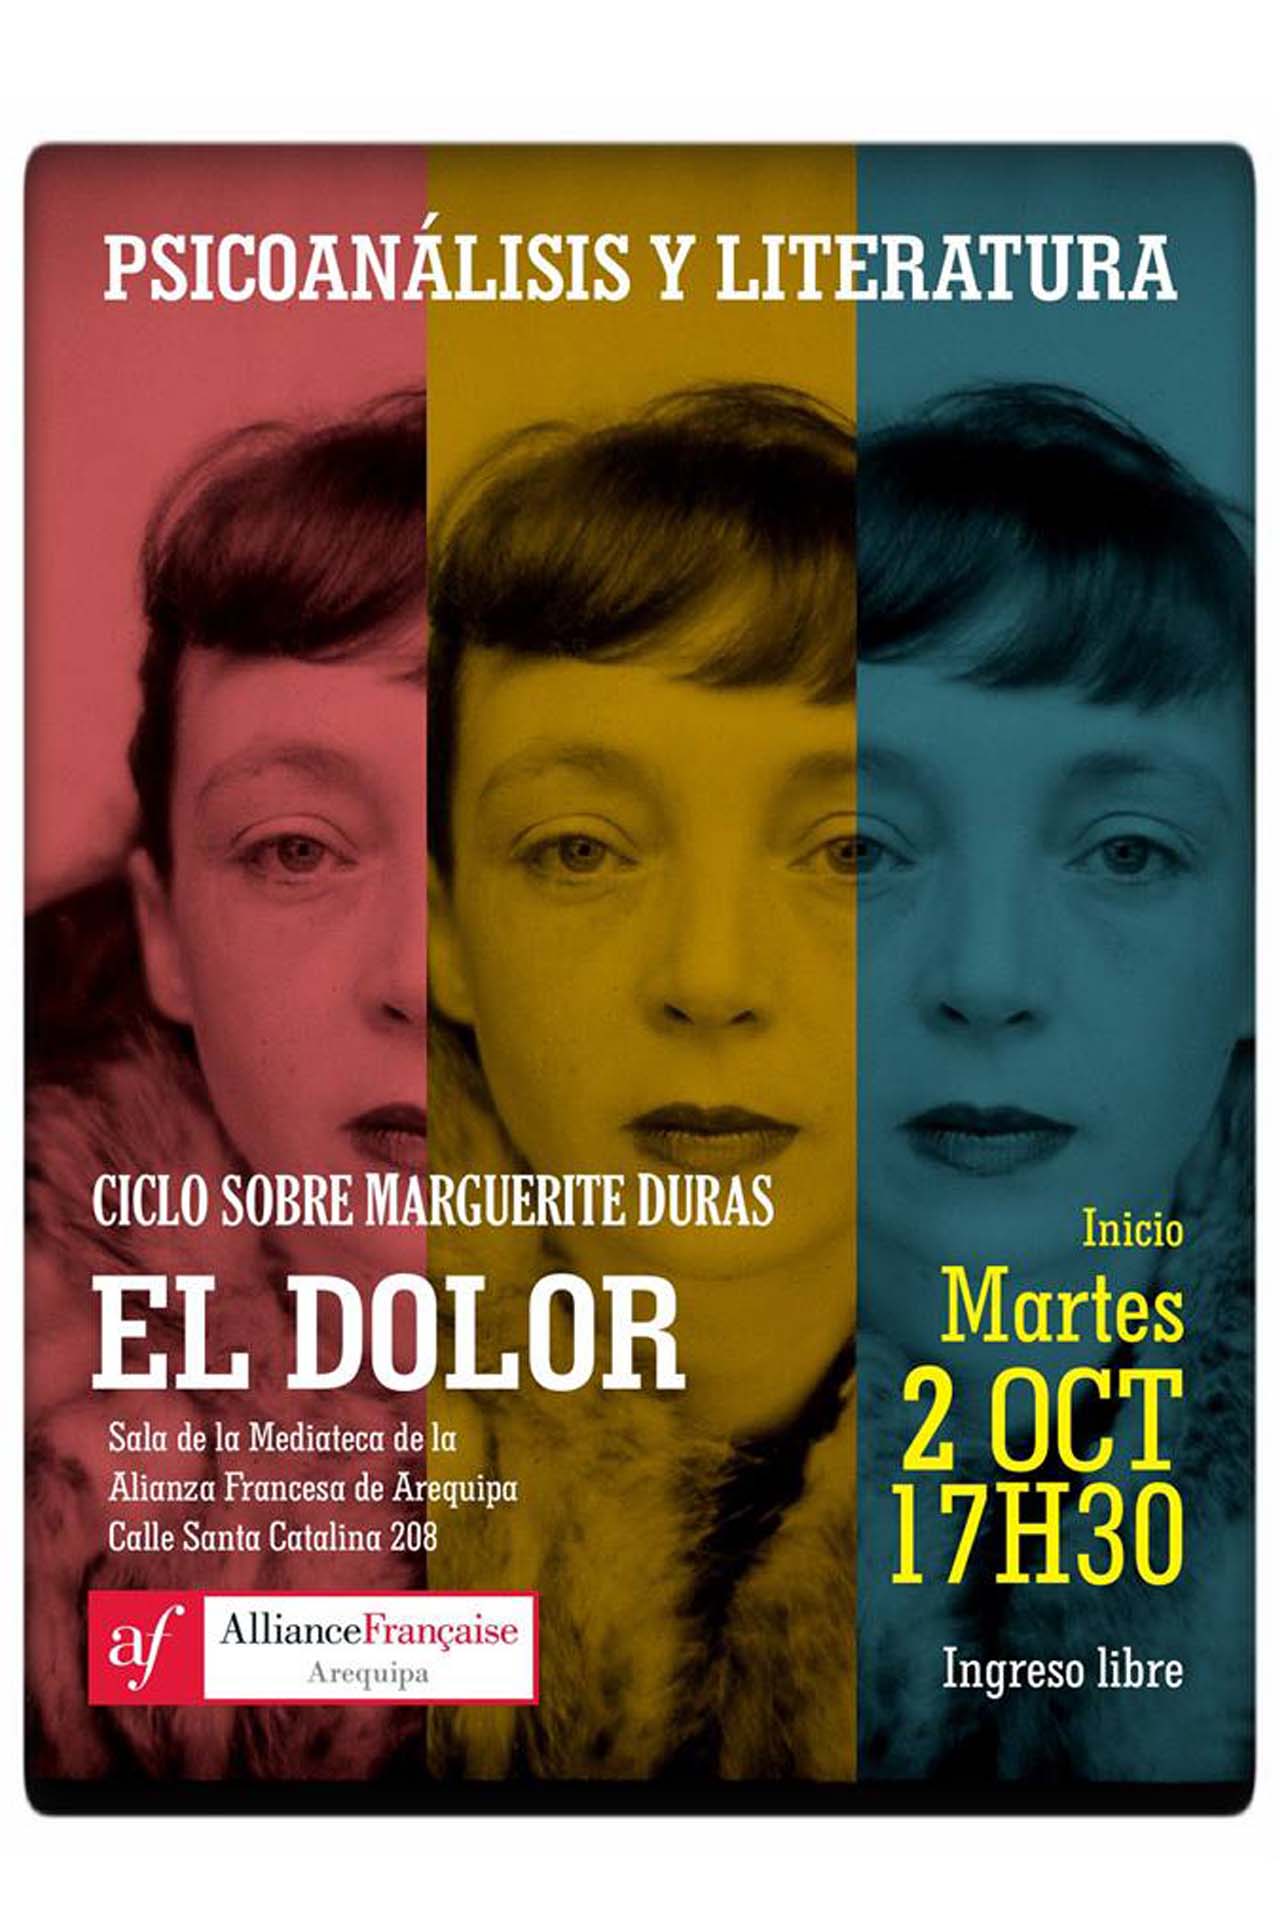 PSICOANÁLISIS Y LITERATURA
CICLO SOBRE MARGUERITE DURAS
EL DOLOR
Sala de la Mediateca de la
Alianza Francesa de Arequipa
Calle Santa Catalina 208
af
AllianceFrançaise
Arequipa
Inicio
Martes
2 OCT
17H30
Ingreso libre